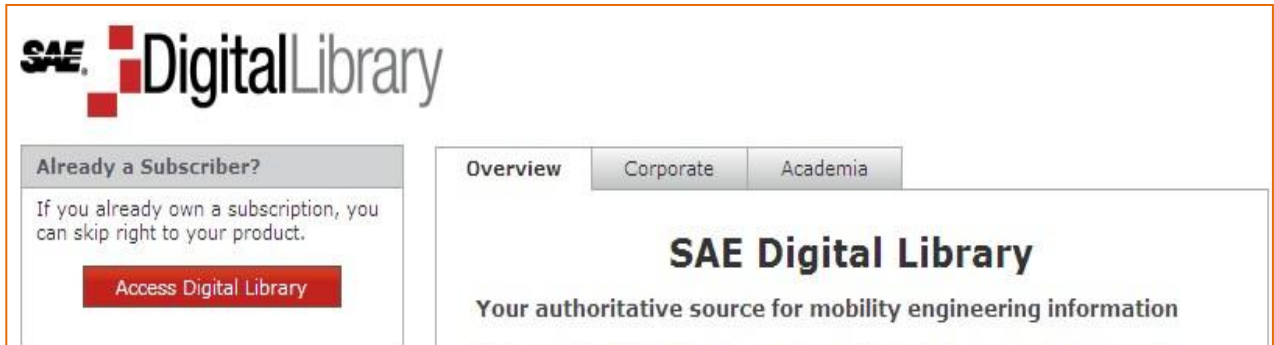 SAE. DigitalLibrary
Already a Subscriber?
If you already own a subscription, you
can skip right to your product.
Access Digital Library
Overview
Corporate
Academia
SAE Digital Library
Your authoritative source for mobility engineering information